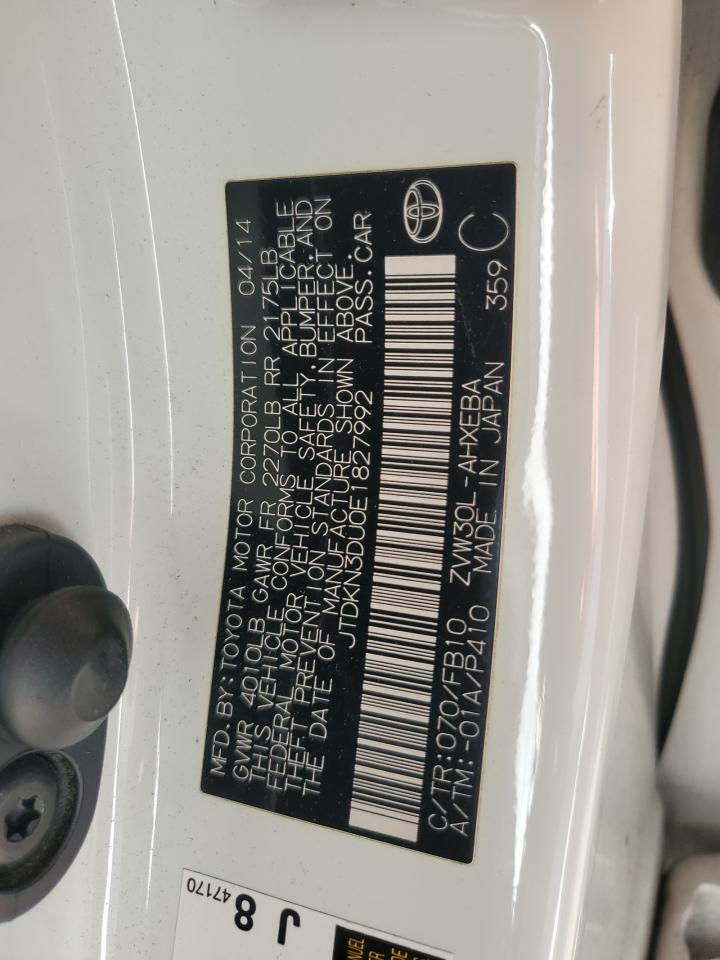 MFD. BY: TOYOTA MOTOR CORPORATION 04/14
GVWR 4010LB GAWR FR 2270LB RR 2175LB
THIS VEHICLE CONFORMS TO ALL APPLICABLE
FEDERAL MOTOR VEHICLE SAFETY, BUMPER, AND
THEFT PREVENTION STANDARDS IN EFFECT ON
THE DATE OF MANUFACTURE SHOWN ABOVE.
JTDKN3DU0E1827992 PASS. CAR
C/TR: 070/FB10 ZVW30L-AHXEBA
A/TM: -01A/P410 MADE IN JAPAN 359 C
J 8
47170